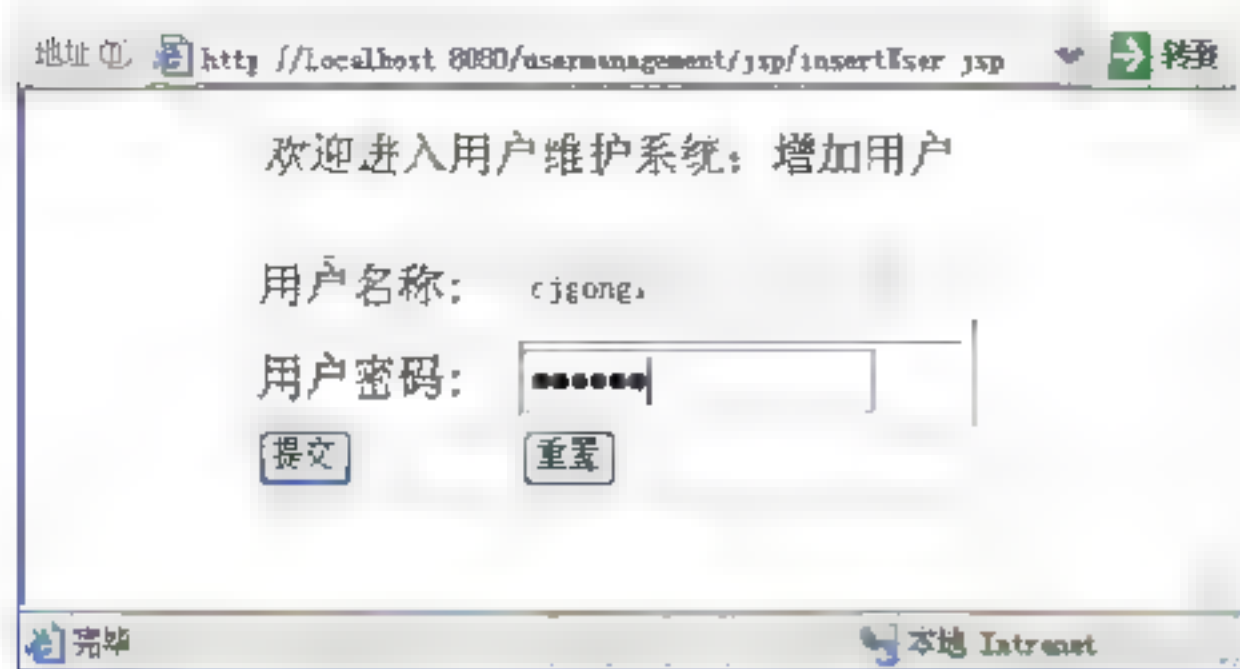 地址(D) http://localhost:8080/usermanagement/jsp/insertUser.jsp 转到
欢迎进入用户维护系统：增加用户
用户名称： cjgong1
用户密码： ●●●●●●
提交 重置
完毕 本地 Intranet